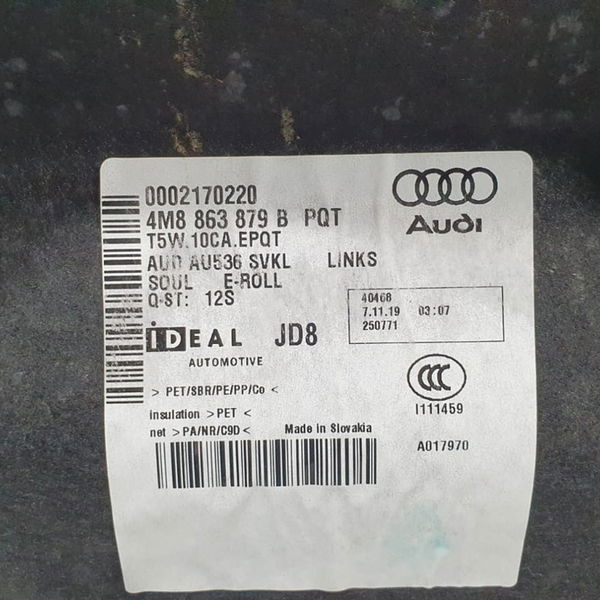 0002170220
4M8 863 879 B PQT
T5W.10CA.EPQT
AUD AU536 SVKL LINKS
SOUL E-ROLL
Q-ST: 12S
Audi
40468
7.11.19 03:07
250771
iDEAL JD8
AUTOMOTIVE
> PET/SBR/PE/PP/Co <
insulation >PET <
net >PA/NR/C9D< Made in Slovakia
CCC
I111459
A017970